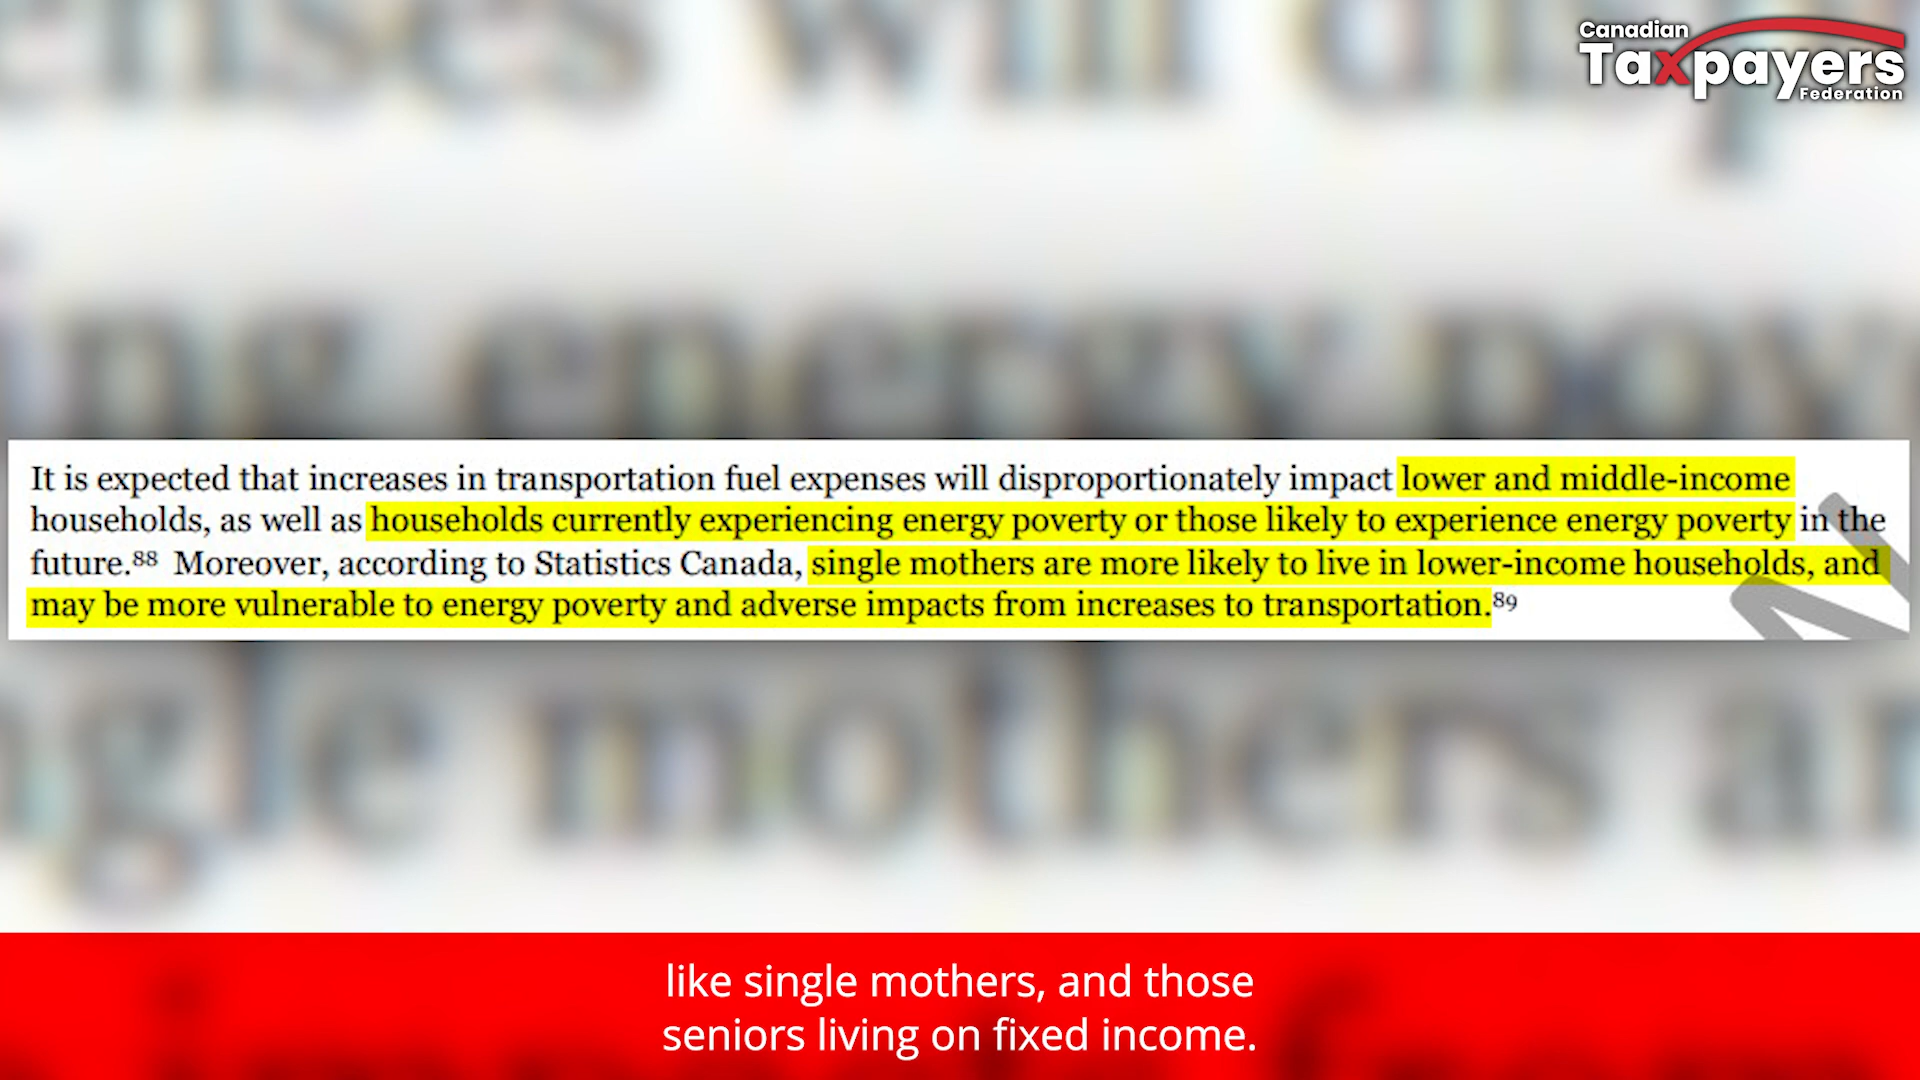 Canadian
Taxpayers
Federation
It is expected that increases in transportation fuel expenses will disproportionately impact lower and middle-income
households, as well as households currently experiencing energy poverty or those likely to experience energy poverty in the
future.88 Moreover, according to Statistics Canada, single mothers are more likely to live in lower-income households, and
may be more vulnerable to energy poverty and adverse impacts from increases to transportation.89
like single mothers, and those
seniors living on fixed income.